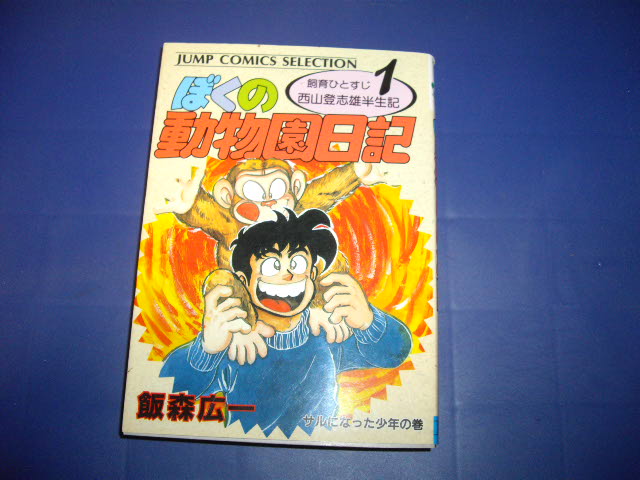 JUMP COMICS SELECTION
1
飼育ひとすじ
西山登志雄半生記
ぼくの
動物園日記
飯森広一
サルになった少年の巻